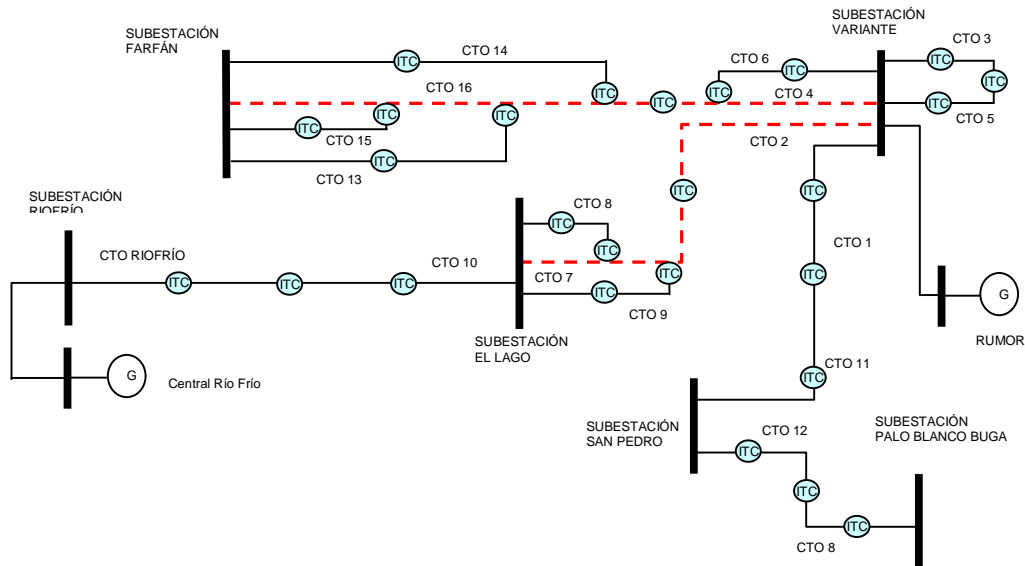 SUBESTACIÓN
FARFÁN
CTO 14
ITC
ITC
CTO 16
ITC
ITC
ITC
CTO 15
ITC
ITC
CTO 13
SUBESTACIÓN
VARIANTE
CTO 3
ITC
CTO 6
ITC
ITC
ITC
CTO 4
ITC
CTO 5
CTO 2
ITC
SUBESTACIÓN
RIOFRÍO
CTO RIOFRÍO
ITC
ITC
ITC
CTO 10
CTO 8
ITC
ITC
CTO 7
ITC
ITC
CTO 9
SUBESTACIÓN
EL LAGO
ITC
CTO 1
ITC
G
RUMOR
G
Central Río Frío
CTO 11
ITC
SUBESTACIÓN
SAN PEDRO
CTO 12
ITC
ITC
ITC
CTO 8
SUBESTACIÓN
PALO BLANCO BUGA